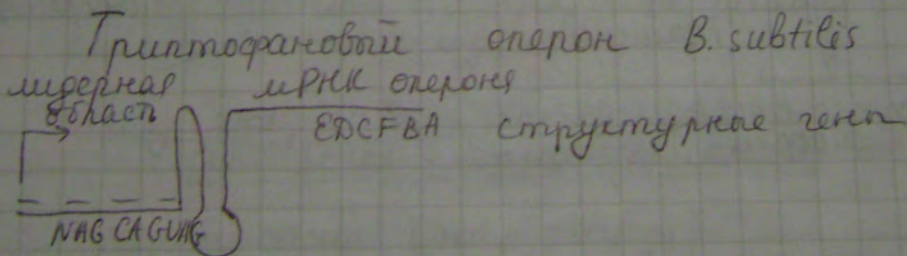 Триптофановый оперон B. subtilis
лидерная мРНК оперона
область
EDCFBA структурные гены
NAG CAGUAG